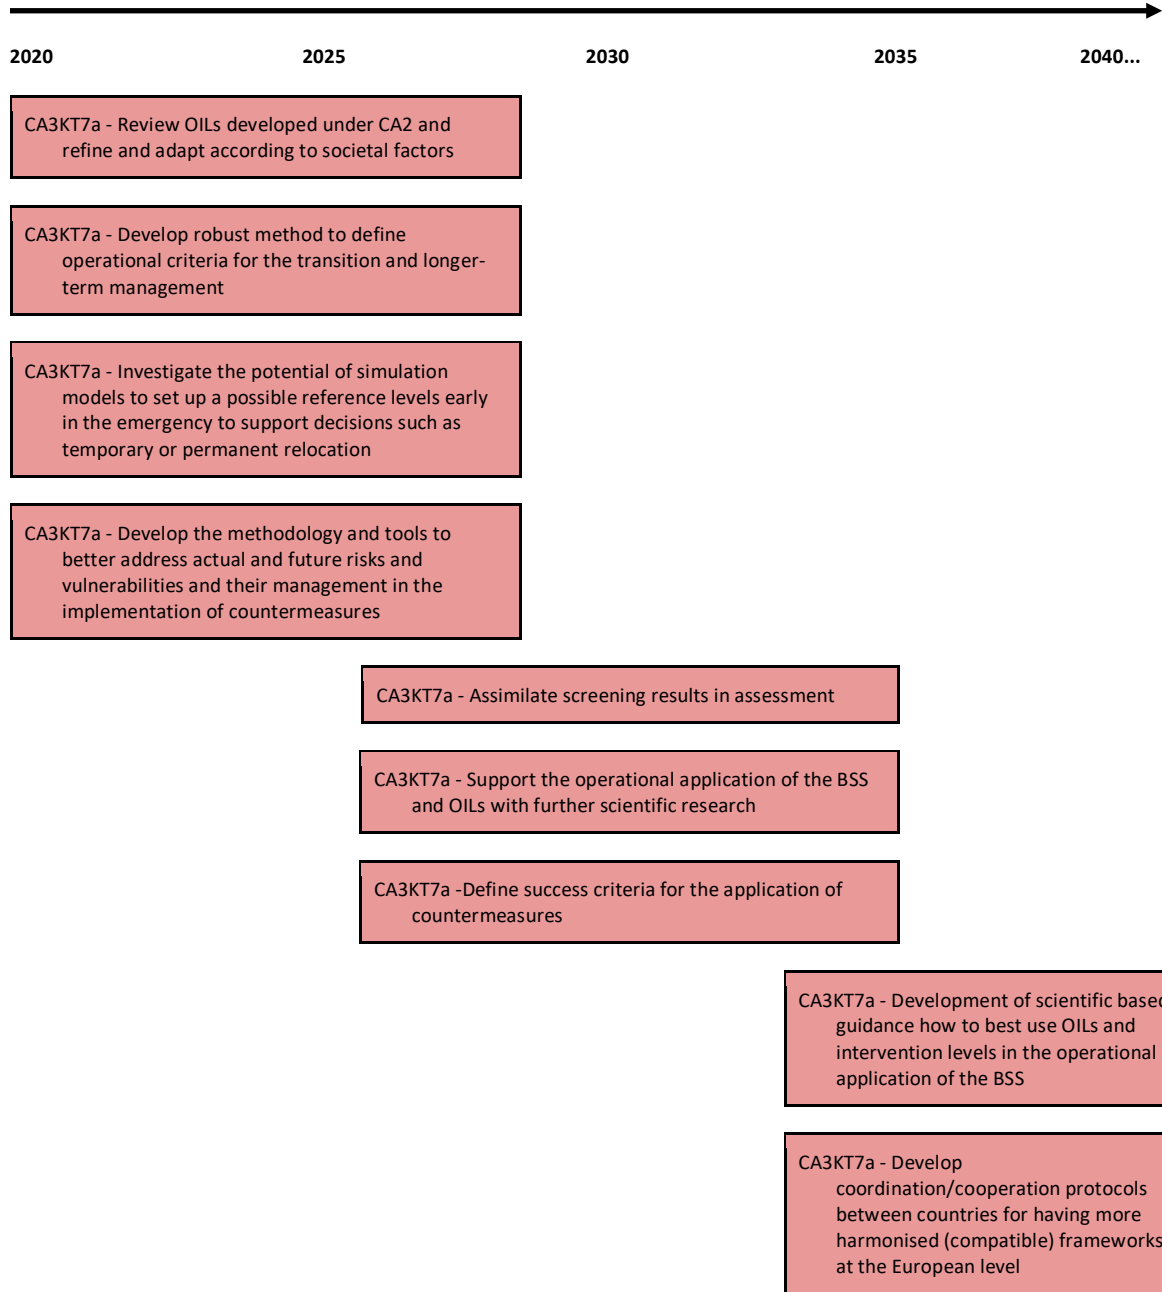 2020 2025 2030 2035 2040...
CA3KT7a - Review OILs developed under CA2 and
refine and adapt according to societal factors
CA3KT7a - Develop robust method to define
operational criteria for the transition and longer-
term management
CA3KT7a - Investigate the potential of simulation
models to set up a possible reference levels early
in the emergency to support decisions such as
temporary or permanent relocation
CA3KT7a - Develop the methodology and tools to
better address actual and future risks and
vulnerabilities and their management in the
implementation of countermeasures
CA3KT7a - Assimilate screening results in assessment
CA3KT7a - Support the operational application of the BSS
and OILs with further scientific research
CA3KT7a -Define success criteria for the application of
countermeasures
CA3KT7a - Development of scientific based
guidance how to best use OILs and
intervention levels in the operational
application of the BSS
CA3KT7a - Develop
coordination/cooperation protocols
between countries for having more
harmonised (compatible) frameworks
at the European level